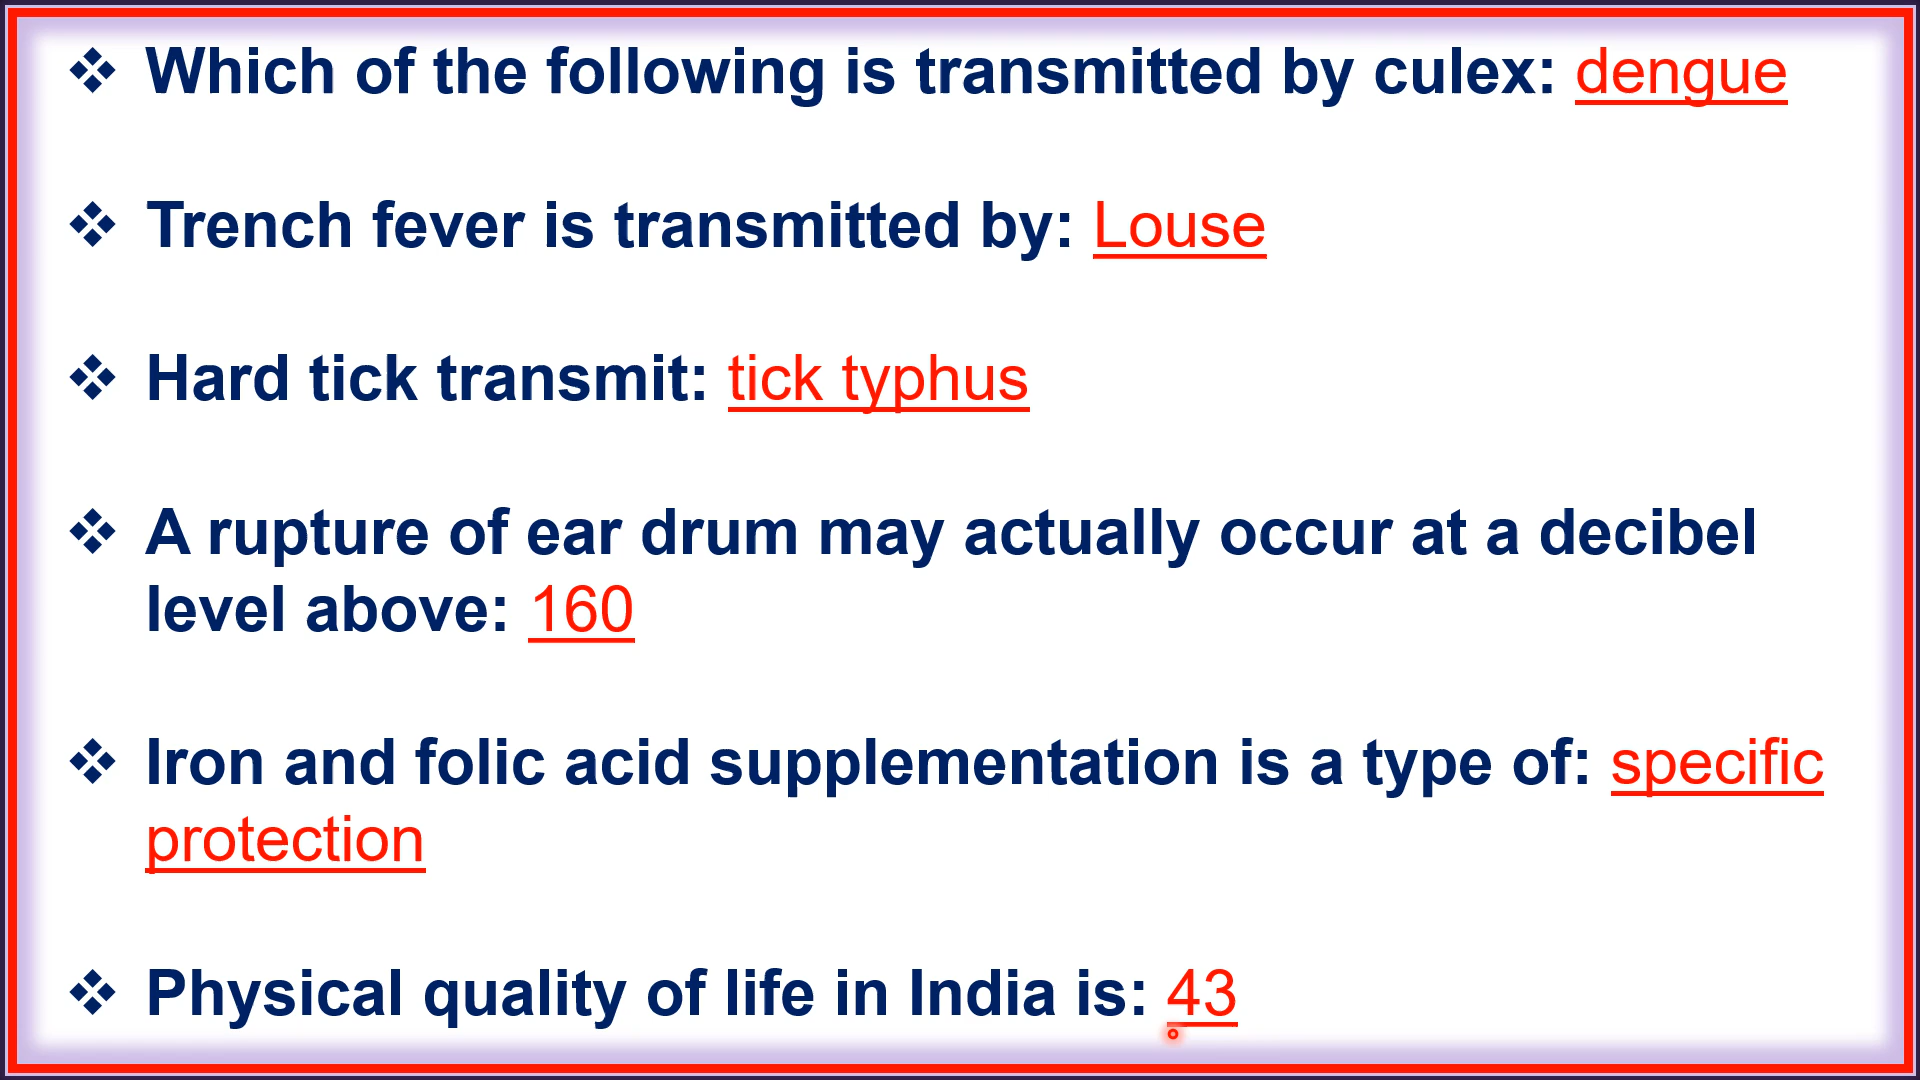 ❖ Which of the following is transmitted by culex: dengue
❖ Trench fever is transmitted by: Louse
❖ Hard tick transmit: tick typhus
❖ A rupture of ear drum may actually occur at a decibel
level above: 160
❖ Iron and folic acid supplementation is a type of: specific
protection
❖ Physical quality of life in India is: 43